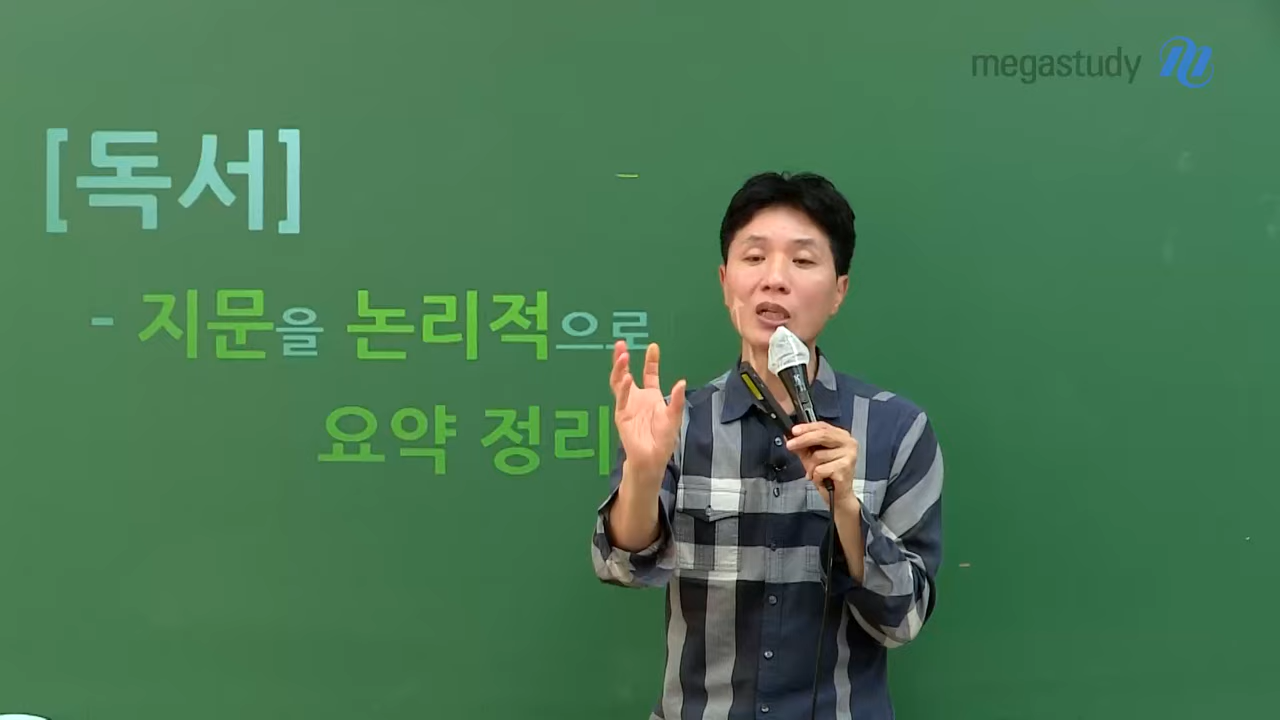 megastudy
[독서]
- 지문을 논리적으로
요약 정리